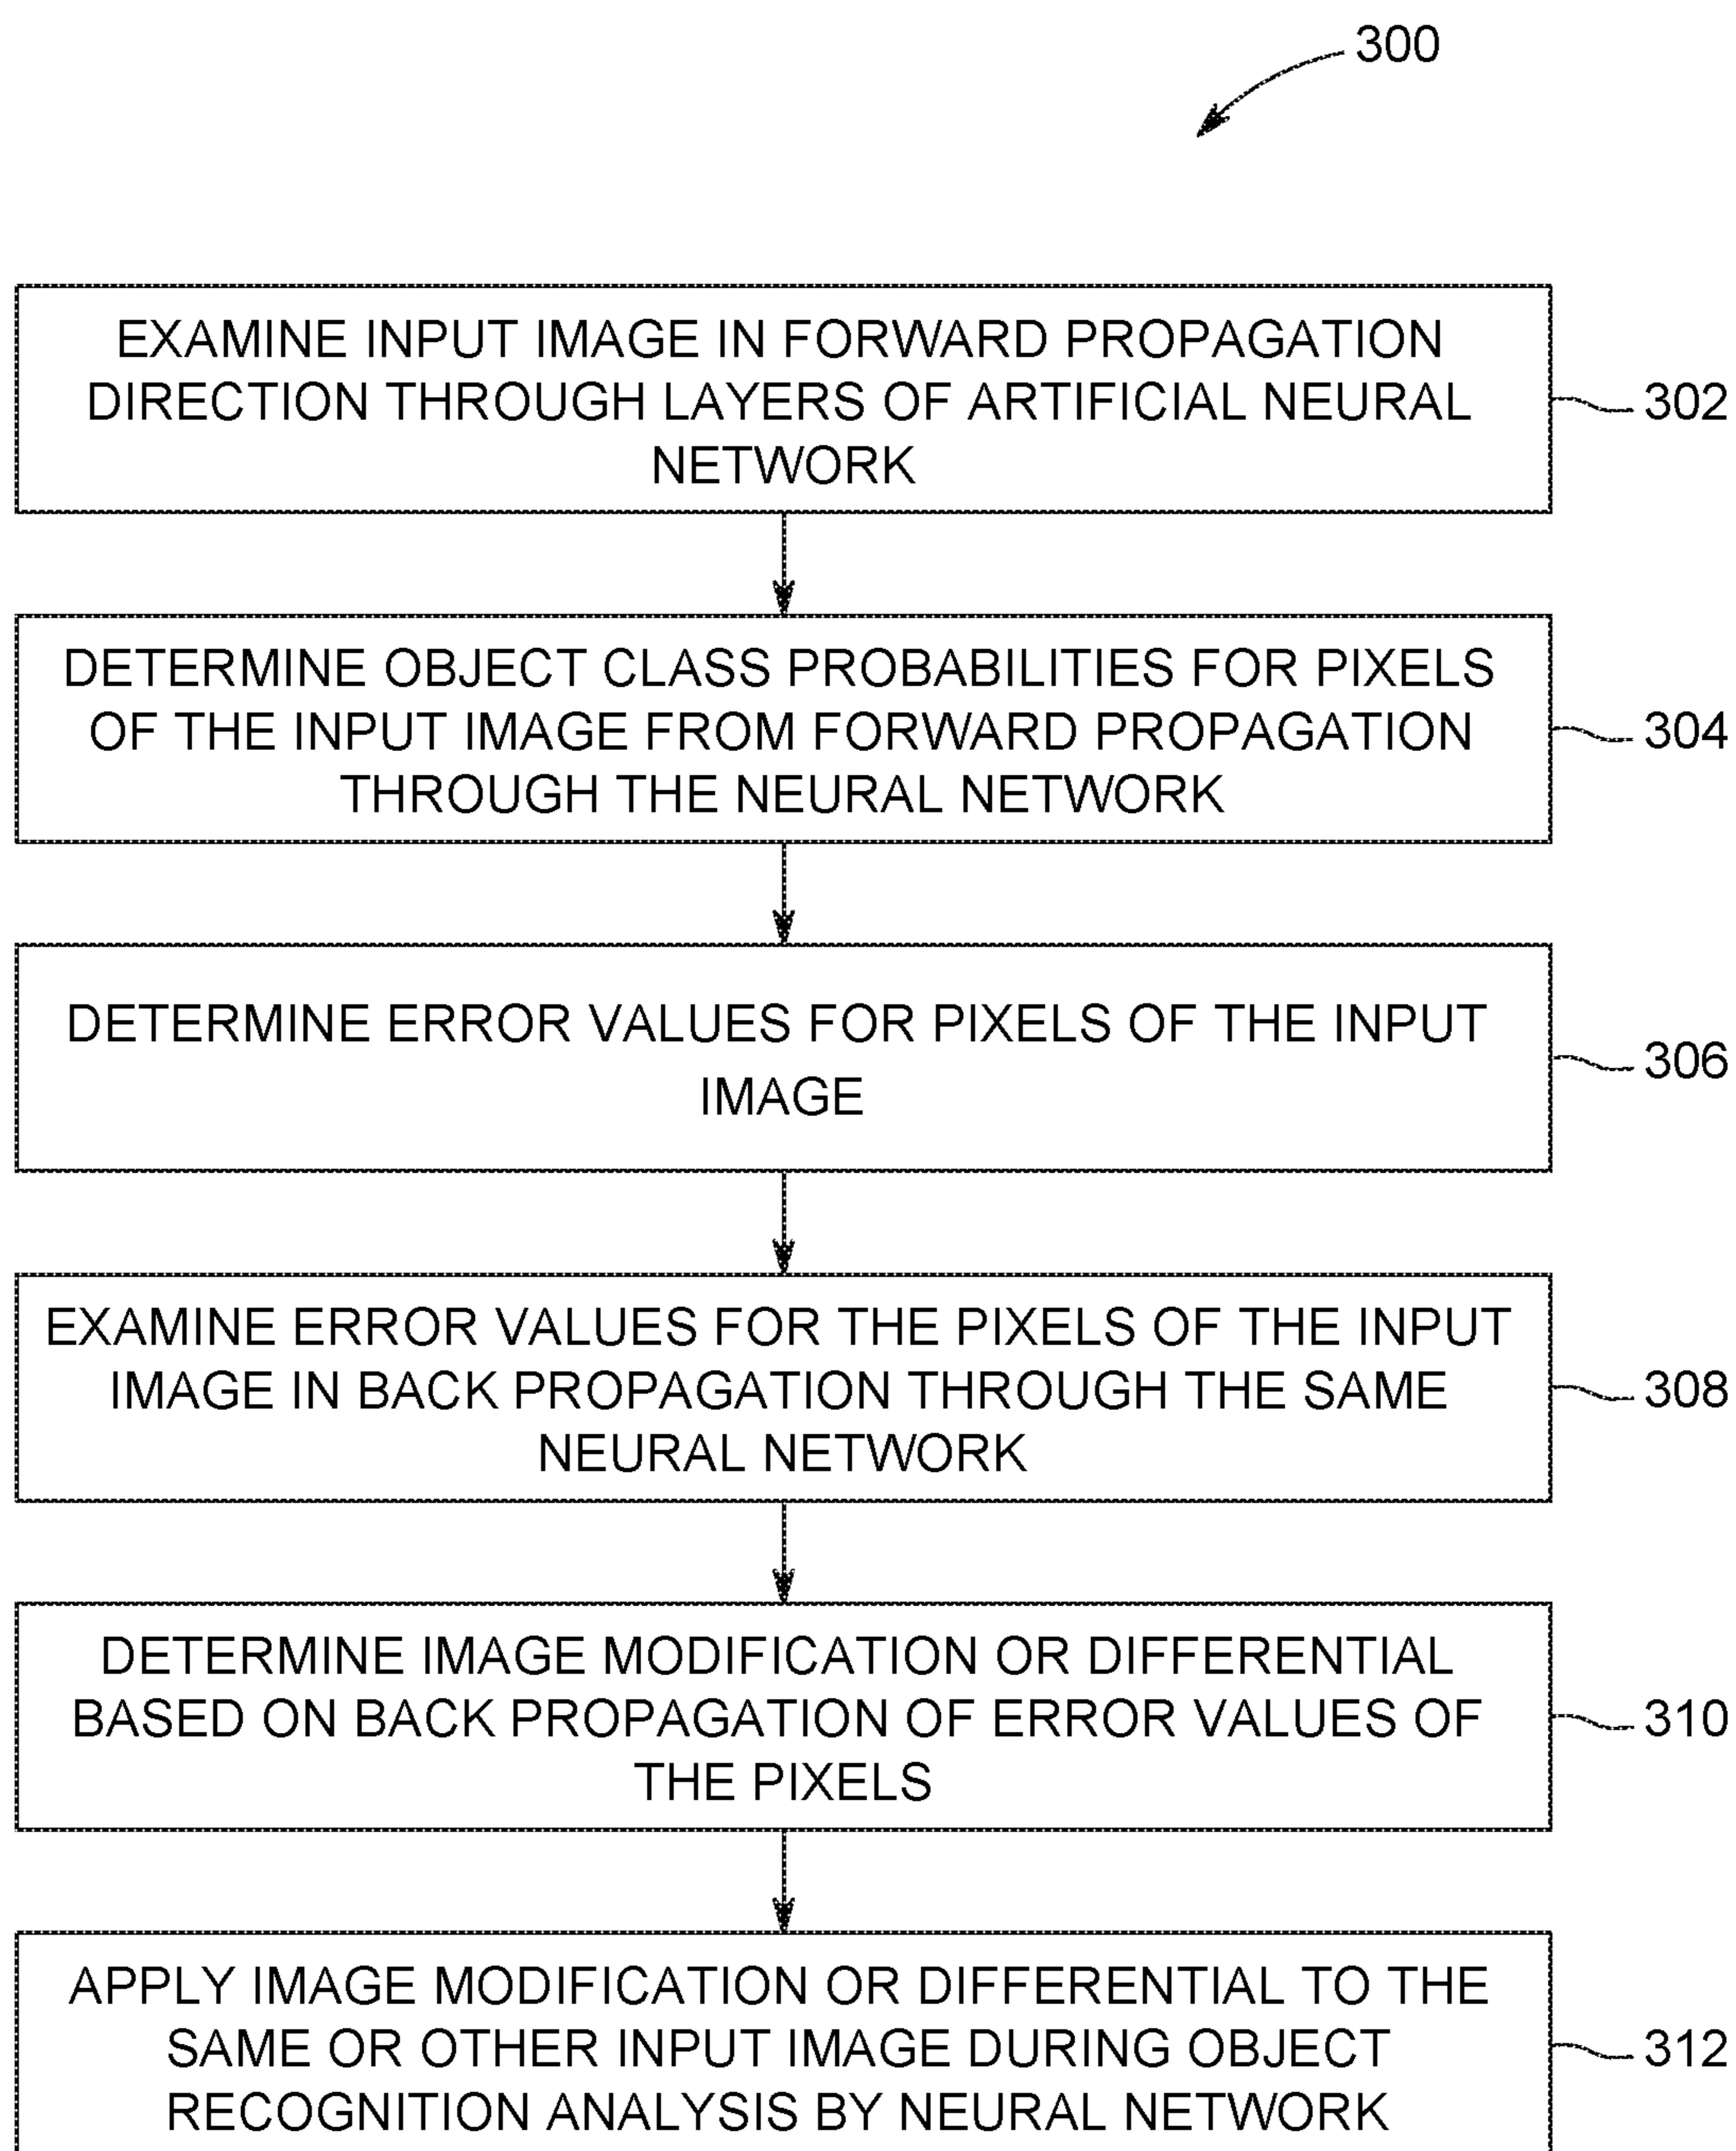 300
EXAMINE INPUT IMAGE IN FORWARD PROPAGATION
DIRECTION THROUGH LAYERS OF ARTIFICIAL NEURAL
NETWORK
302
DETERMINE OBJECT CLASS PROBABILITIES FOR PIXELS
OF THE INPUT IMAGE FROM FORWARD PROPAGATION
THROUGH THE NEURAL NETWORK
304
DETERMINE ERROR VALUES FOR PIXELS OF THE INPUT
IMAGE
306
EXAMINE ERROR VALUES FOR THE PIXELS OF THE INPUT
IMAGE IN BACK PROPAGATION THROUGH THE SAME
NEURAL NETWORK
308
DETERMINE IMAGE MODIFICATION OR DIFFERENTIAL
BASED ON BACK PROPAGATION OF ERROR VALUES OF
THE PIXELS
310
APPLY IMAGE MODIFICATION OR DIFFERENTIAL TO THE
SAME OR OTHER INPUT IMAGE DURING OBJECT
RECOGNITION ANALYSIS BY NEURAL NETWORK
312